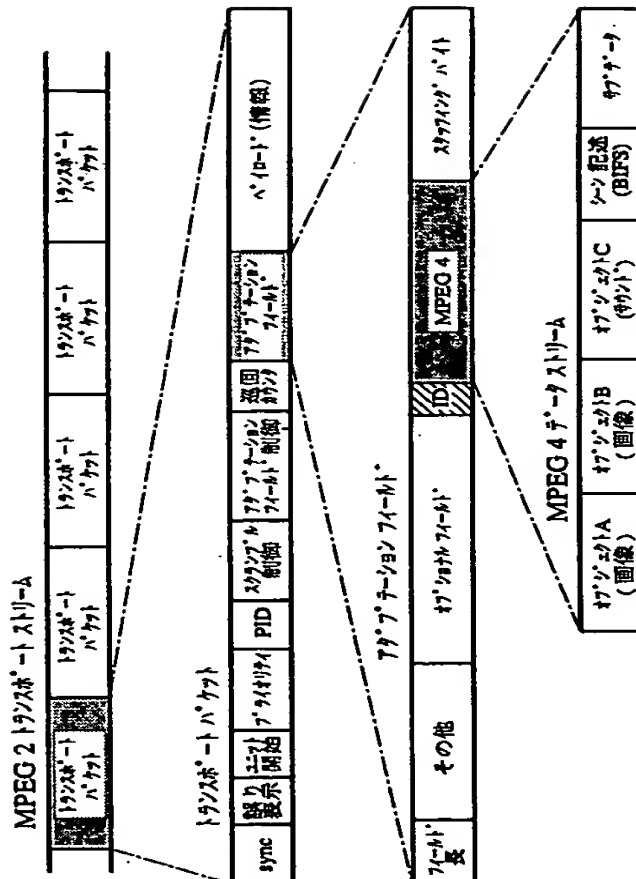 MPEG 2 トランスポートストリーム
トランスポート
パケット
トランスポート
パケット
トランスポート
パケット
トランスポート
パケット
トランスポート
パケット
トランスポートパケット
sync
誤り
表示
ユニット
開始
プライオリティ
PID
スクランブル
制御
アダプテーション
フィールド制御
巡回
カウンタ
アダプテーション
フィールド
ペイロード(情報)
アダプテーションフィールド
フィールド
長
その他
オプショナルフィールド
ID
MPEG 4
スタッフィングバイト
MPEG 4 データストリーム
オブジェクトA
(画像)
オブジェクトB
(画像)
オブジェクトC
(サウンド)
シーン記述
(BIFS)
サブデータ